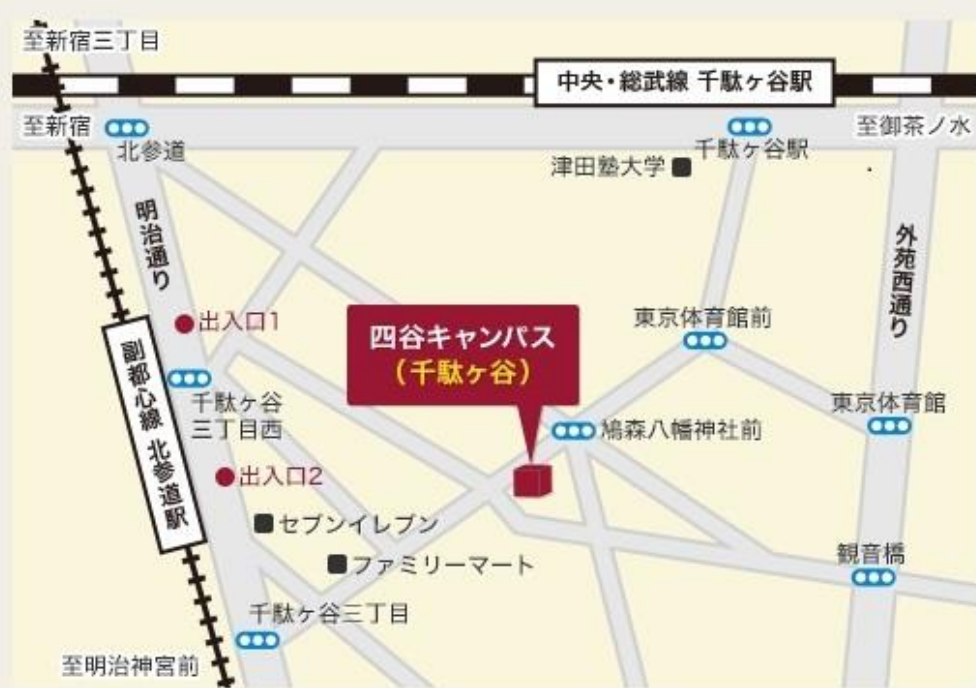 至新宿三丁目
中央・総武線 千駄ヶ谷駅
至新宿
至御茶ノ水
北参道
千駄ヶ谷駅
津田塾大学
明治通り
外苑西通り
出入口1
四谷キャンパス
（千駄ヶ谷）
東京体育館前
副都心線 北参道駅
千駄ヶ谷
三丁目西
東京体育館
鳩森八幡神社前
出入口2
セブンイレブン
ファミリーマート
観音橋
千駄ヶ谷三丁目
至明治神宮前